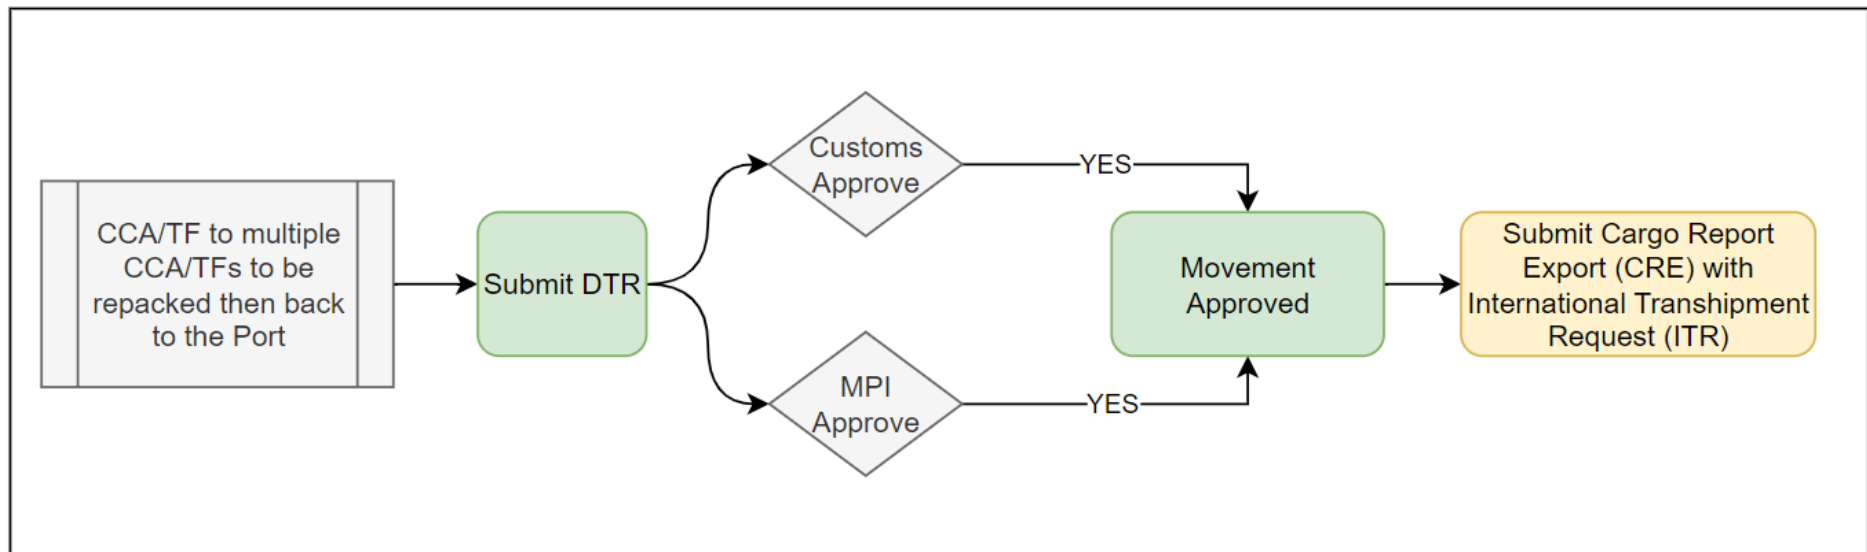 CCA/TF to multiple
CCA/TFs to be
repacked then back
to the Port
Submit DTR
Customs
Approve
YES
MPI
Approve
YES
Movement
Approved
Submit Cargo Report
Export (CRE) with
International Transhipment
Request (ITR)